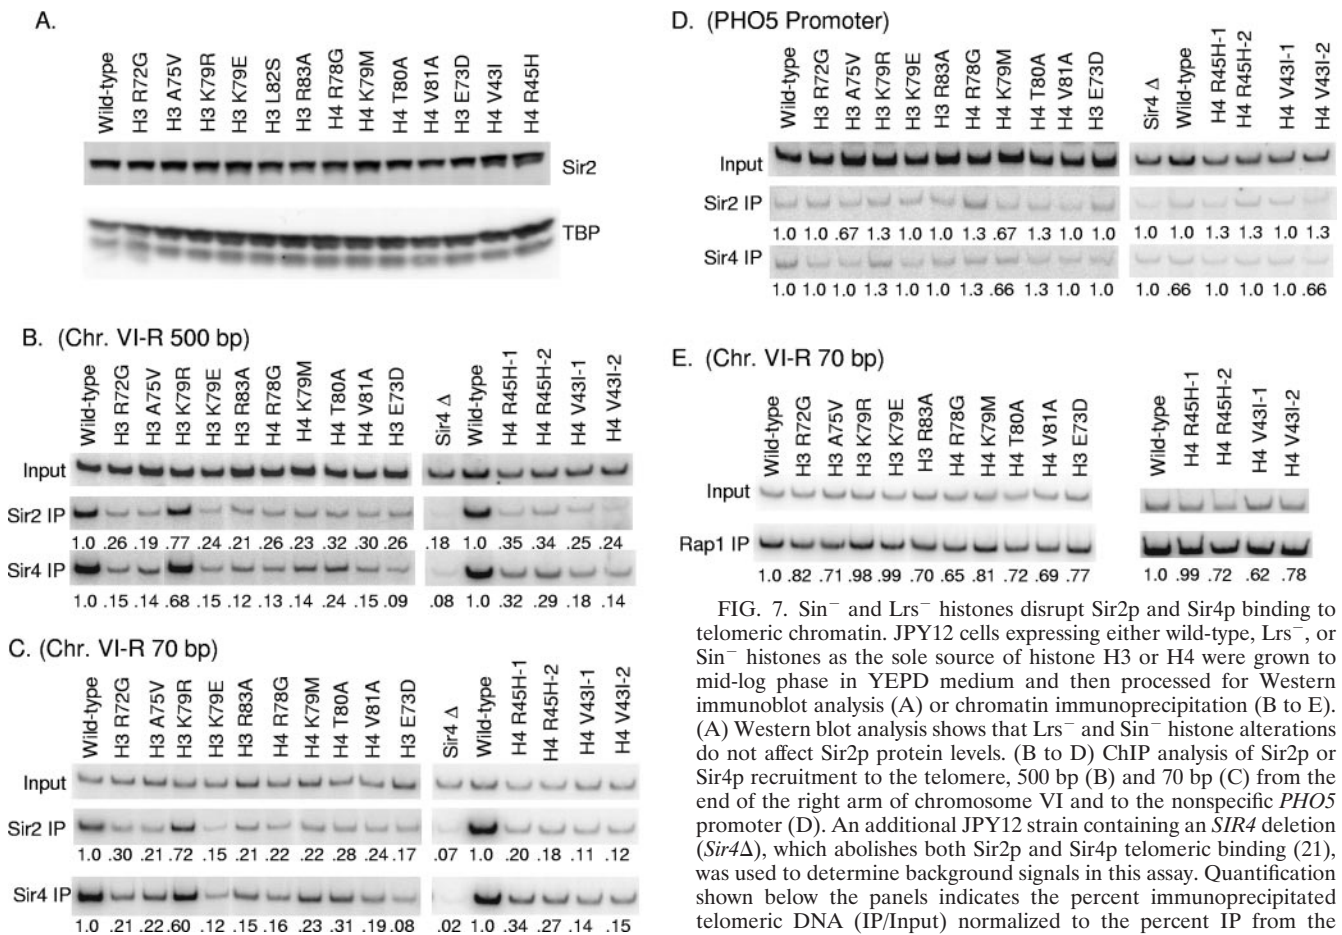 A.
Wild-type
H3 R72G
H3 A75V
H3 K79R
H3 K79E
H3 L82S
H3 R83A
H4 R78G
H4 K79M
H4 T80A
H4 V81A
H3 E73D
H4 V43I
H4 R45H
Sir2
TBP
B. (Chr. VI-R 500 bp)
Wild-type
H3 R72G
H3 A75V
H3 K79R
H3 K79E
H3 R83A
H4 R78G
H4 K79M
H4 T80A
H4 V81A
H3 E73D
Sir4 Δ
Wild-type
H4 R45H-1
H4 R45H-2
H4 V43I-1
H4 V43I-2
Input
Sir2 IP
1.0 .26 .19 .77 .24 .21 .26 .23 .32 .30 .26 .18 1.0 .35 .34 .25 .24
Sir4 IP
1.0 .15 .14 .68 .15 .12 .13 .14 .24 .15 .09 .08 1.0 .32 .29 .18 .14
C. (Chr. VI-R 70 bp)
Wild-type
H3 R72G
H3 A75V
H3 K79R
H3 K79E
H3 R83A
H4 R78G
H4 K79M
H4 T80A
H4 V81A
H3 E73D
Sir4 Δ
Wild-type
H4 R45H-1
H4 R45H-2
H4 V43I-1
H4 V43I-2
Input
Sir2 IP
1.0 .30 .21 .72 .15 .21 .22 .22 .28 .24 .17 .07 1.0 .20 .18 .11 .12
Sir4 IP
1.0 .21 .22 .60 .12 .15 .16 .23 .31 .19 .08 .02 1.0 .34 .27 .14 .15
D. (PHO5 Promoter)
Wild-type
H3 R72G
H3 A75V
H3 K79R
H3 K79E
H3 R83A
H4 R78G
H4 K79M
H4 T80A
H4 V81A
H3 E73D
Sir4 Δ
Wild-type
H4 R45H-1
H4 R45H-2
H4 V43I-1
H4 V43I-2
Input
Sir2 IP
1.0 1.0 .67 1.3 1.0 1.0 1.3 .67 1.3 1.0 1.0 1.0 1.0 1.3 1.3 1.0 1.3
Sir4 IP
1.0 1.0 1.0 1.3 1.0 1.0 1.3 .66 1.3 1.0 1.0 1.0 .66 1.0 1.0 1.0 .66
E. (Chr. VI-R 70 bp)
Wild-type
H3 R72G
H3 A75V
H3 K79R
H3 K79E
H3 R83A
H4 R78G
H4 K79M
H4 T80A
H4 V81A
H3 E73D
Wild-type
H4 R45H-1
H4 R45H-2
H4 V43I-1
H4 V43I-2
Input
Rap1 IP
1.0 .82 .71 .98 .99 .70 .65 .81 .72 .69 .77 1.0 .99 .72 .62 .78
FIG. 7. Sin⁻ and Lrs⁻ histones disrupt Sir2p and Sir4p binding to
telomeric chromatin. JPY12 cells expressing either wild-type, Lrs⁻, or
Sin⁻ histones as the sole source of histone H3 or H4 were grown to
mid-log phase in YEPD medium and then processed for Western
immunoblot analysis (A) or chromatin immunoprecipitation (B to E).
(A) Western blot analysis shows that Lrs⁻ and Sin⁻ histone alterations
do not affect Sir2p protein levels. (B to D) ChIP analysis of Sir2p or
Sir4p recruitment to the telomere, 500 bp (B) and 70 bp (C) from the
end of the right arm of chromosome VI and to the nonspecific PHO5
promoter (D). An additional JPY12 strain containing an SIR4 deletion
(Sir4Δ), which abolishes both Sir2p and Sir4p telomeric binding (21),
was used to determine background signals in this assay. Quantification
shown below the panels indicates the percent immunoprecipitated
telomeric DNA (IP/Input) normalized to the percent IP from the